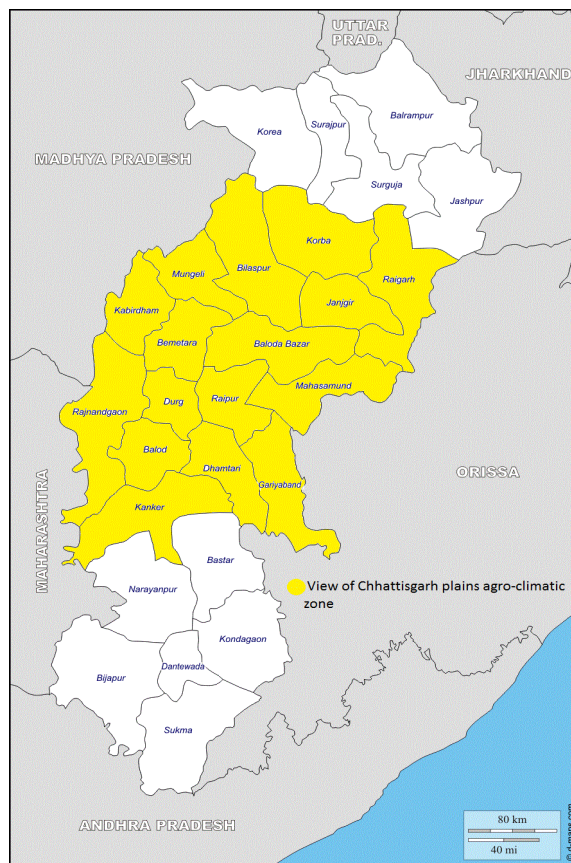 UTTAR
PRAD.
JHARKHAND
Balrampur
Surajpur
Korea
MADHYA PRADESH
Surguja
Jashpur
Korba
Bilaspur
Mungeli
Raigarh
Janjgir
Kabirdham
Bemetara
Baloda Bazar
Mahasamund
Raipur
Durg
Rajnandgaon
Balod
Dhamtari
ORISSA
Gariyaband
Kanker
MAHARASHTRA
Bastar
View of Chhattisgarh plains agro-climatic
zone
Narayanpur
Kondagaon
Dantewada
Bijapur
Sukma
80 km
40 mi
ANDHRA PRADESH
© d-maps.com